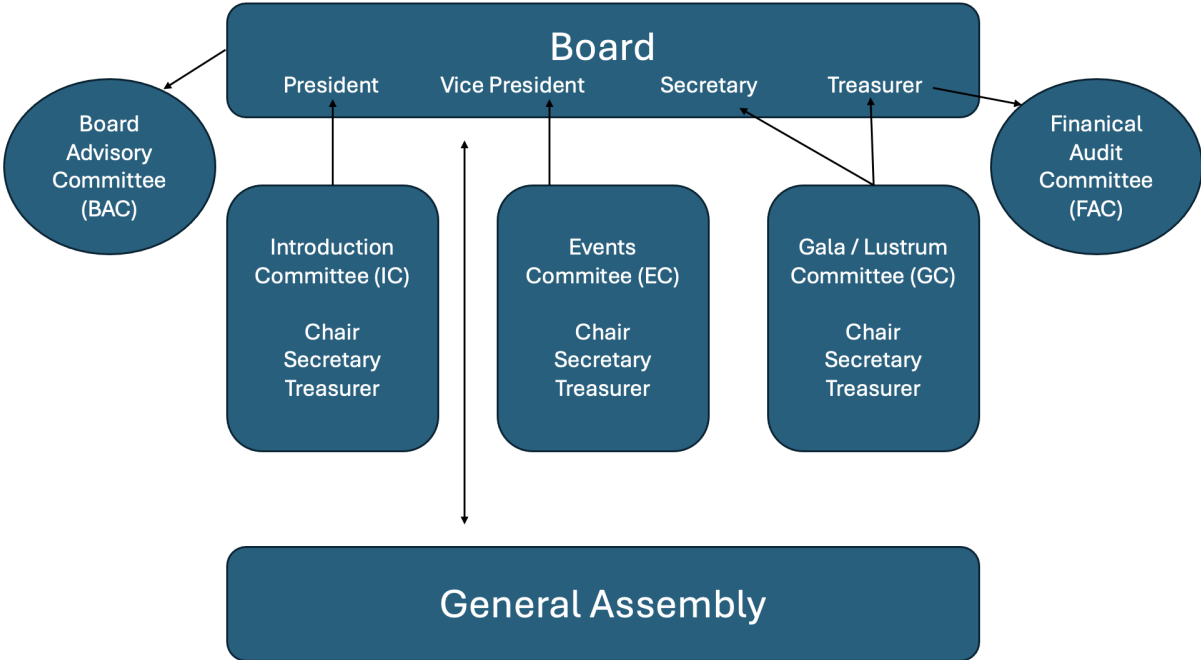 Board
President
Vice President
Secretary
Treasurer
Board
Advisory
Committee
(BAC)
Finanical
Audit
Committee
(FAC)
Introduction
Committee (IC)
Chair
Secretary
Treasurer
Events
Commitee (EC)
Chair
Secretary
Treasurer
Gala / Lustrum
Committee (GC)
Chair
Secretary
Treasurer
General Assembly